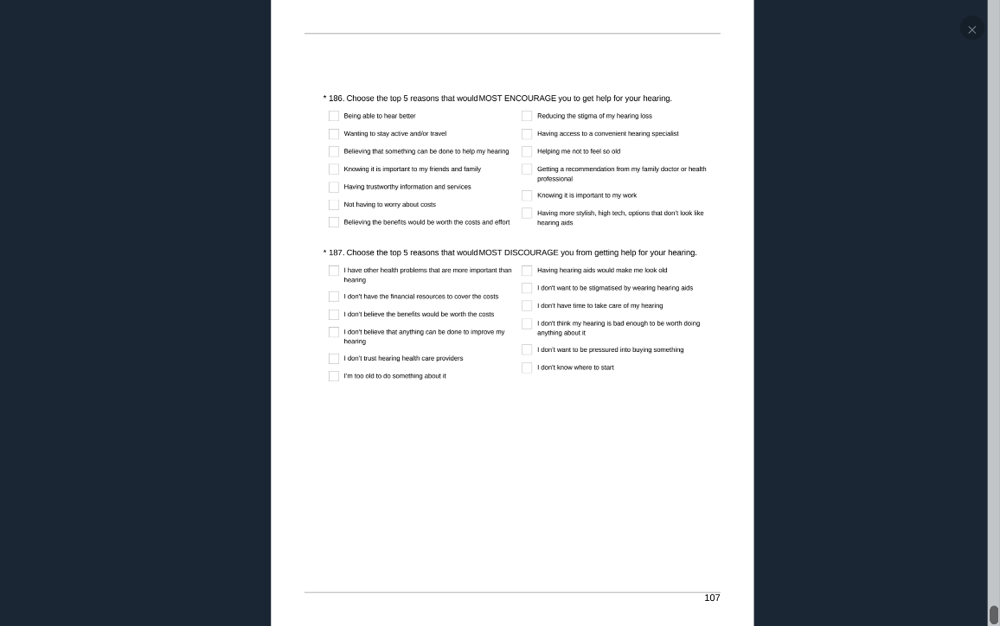 * 186. Choose the top 5 reasons that would MOST ENCOURAGE you to get help for your hearing.
Being able to hear better
Wanting to stay active and/or travel
Believing that something can be done to help my hearing
Knowing it is important to my friends and family
Having trustworthy information and services
Not having to worry about costs
Believing the benefits would be worth the costs and effort
Reducing the stigma of my hearing loss
Having access to a convenient hearing specialist
Helping me not to feel so old
Getting a recommendation from my family doctor or health
professional
Knowing it is important to my work
Having more stylish, high tech, options that don't look like
hearing aids
* 187. Choose the top 5 reasons that would MOST DISCOURAGE you from getting help for your hearing.
I have other health problems that are more important than
hearing
I don't have the financial resources to cover the costs
I don't believe the benefits would be worth the costs
I don't believe that anything can be done to improve my
hearing
I don't trust hearing health care providers
I'm too old to do something about it
Having hearing aids would make me look old
I don't want to be stigmatised by wearing hearing aids
I don't have time to take care of my hearing
I don't think my hearing is bad enough to be worth doing
anything about it
I don't want to be pressured into buying something
I don't know where to start
107